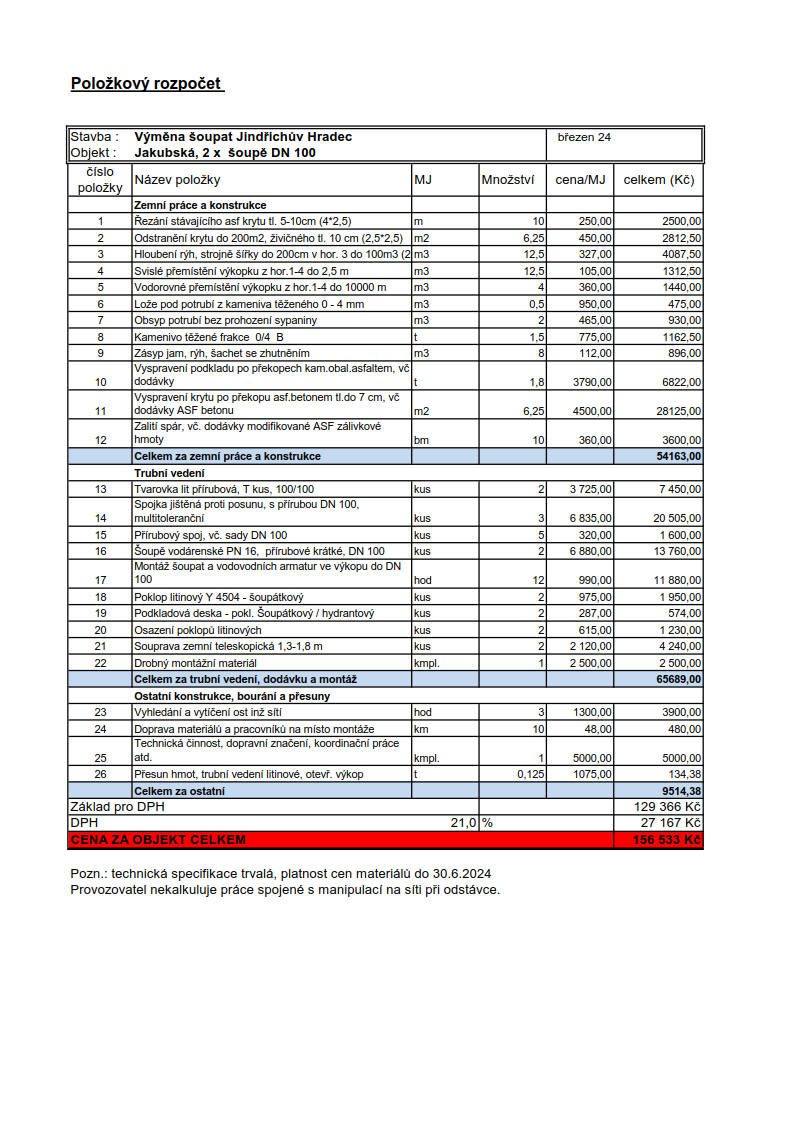 Položkový rozpočet
Stavba : Výměna šoupat Jindřichův Hradec březen 24
Objekt : Jakubská, 2 x šoupě DN 100
číslo položky Název položky MJ Množství cena/MJ celkem (Kč)
Zemní práce a konstrukce
1 Řezání stávajícího asf krytu tl. 5-10cm (4*2,5) m 10 250,00 2500,00
2 Odstranění krytu do 200m2, živičného tl. 10 cm (2,5*2,5) m2 6,25 450,00 2812,50
3 Hloubení rýh, strojně šířky do 200cm v hor. 3 do 100m3 (2 m3 12,5 327,00 4087,50
4 Svislé přemístění výkopku z hor.1-4 do 2,5 m m3 12,5 105,00 1312,50
5 Vodorovné přemístění výkopku z hor.1-4 do 10000 m m3 4 360,00 1440,00
6 Lože pod potrubí z kameniva těženého 0 - 4 mm m3 0,5 950,00 475,00
7 Obsyp potrubí bez prohození sypaniny m3 2 465,00 930,00
8 Kamenivo těžené frakce 0/4 B t 1,5 775,00 1162,50
9 Zásyp jam, rýh, šachet se zhutněním m3 8 112,00 896,00
Vyspravení podkladu po překopech kam.obal.asfaltem, vč
10 dodávky t 1,8 3790,00 6822,00
Vyspravení krytu po překopu asf.betonem tl.do 7 cm, vč
11 dodávky ASF betonu m2 6,25 4500,00 28125,00
Zalití spár, vč. dodávky modifikované ASF zálivkové
12 hmoty bm 10 360,00 3600,00
Celkem za zemní práce a konstrukce 54163,00
Trubní vedení
13 Tvarovka lit přírubová, T kus, 100/100 kus 2 3 725,00 7 450,00
Spojka jištěná proti posunu, s přírubou DN 100,
14 multitoleranční kus 3 6 835,00 20 505,00
15 Přírubový spoj, vč. sady DN 100 kus 5 320,00 1 600,00
16 Šoupě vodárenské PN 16, přírubové krátké, DN 100 kus 2 6 880,00 13 760,00
Montáž šoupat a vodovodních armatur ve výkopu do DN
17 100 hod 12 990,00 11 880,00
18 Poklop litinový Y 4504 - šoupátkový kus 2 975,00 1 950,00
19 Podkladová deska - pokl. Šoupátkový / hydrantový kus 2 287,00 574,00
20 Osazení poklopů litinových kus 2 615,00 1 230,00
21 Souprava zemní teleskopická 1,3-1,8 m kus 2 2 120,00 4 240,00
22 Drobný montážní materiál kmpl. 1 2 500,00 2 500,00
Celkem za trubní vedení, dodávku a montáž 65689,00
Ostatní konstrukce, bourání a přesuny
23 Vyhledání a vytíčení ost inž sítí hod 3 1300,00 3900,00
24 Doprava materiálů a pracovníků na místo montáže km 10 48,00 480,00
Technická činnost, dopravní značení, koordinační práce
25 atd. kmpl. 1 5000,00 5000,00
26 Přesun hmot, trubní vedení litinové, otevř. výkop t 0,125 1075,00 134,38
Celkem za ostatní 9514,38
Základ pro DPH 129 366 Kč
DPH 21,0 % 27 167 Kč
CENA ZA OBJEKT CELKEM 156 533 Kč
Pozn.: technická specifikace trvalá, platnost cen materiálů do 30.6.2024
Provozovatel nekalkuluje práce spojené s manipulací na síti při odstávce.